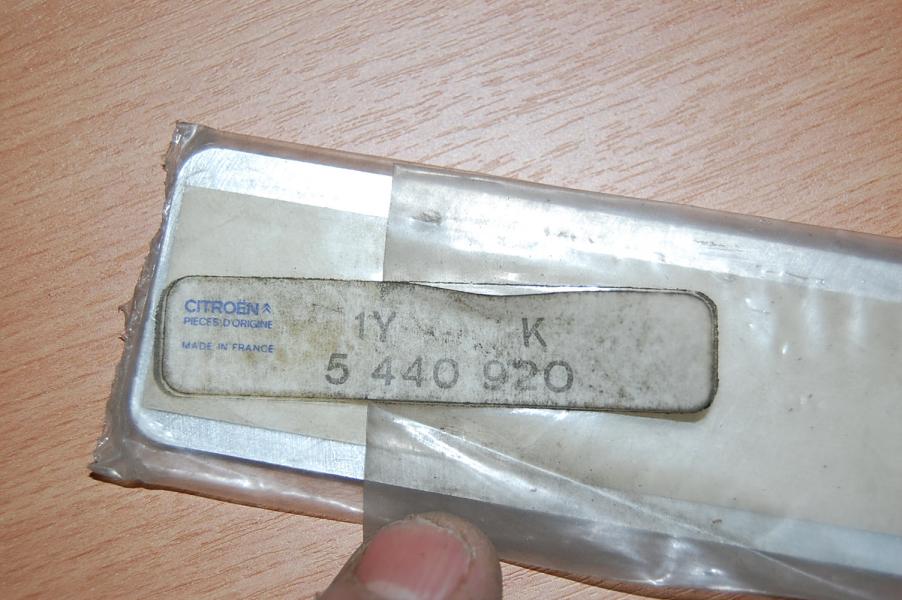 CITROËN
PIECES D'ORIGINE
MADE IN FRANCE
1Y K
5 440 920